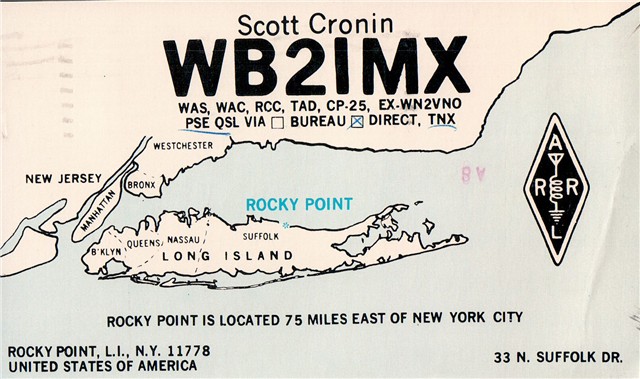 Scott Cronin
WB2IMX
WAS, WAC, RCC, TAD, CP-25, EX-WN2VNO
PSE QSL VIA ☐ BUREAU ☒ DIRECT, TNX
WESTCHESTER
NEW JERSEY
BRONX
MANHATTAN
ROCKY POINT
B'KLYN
QUEENS
NASSAU
SUFFOLK
LONG ISLAND
A
R R
L
8A
ROCKY POINT IS LOCATED 75 MILES EAST OF NEW YORK CITY
ROCKY POINT, L.I., N.Y. 11778
UNITED STATES OF AMERICA
33 N. SUFFOLK DR.